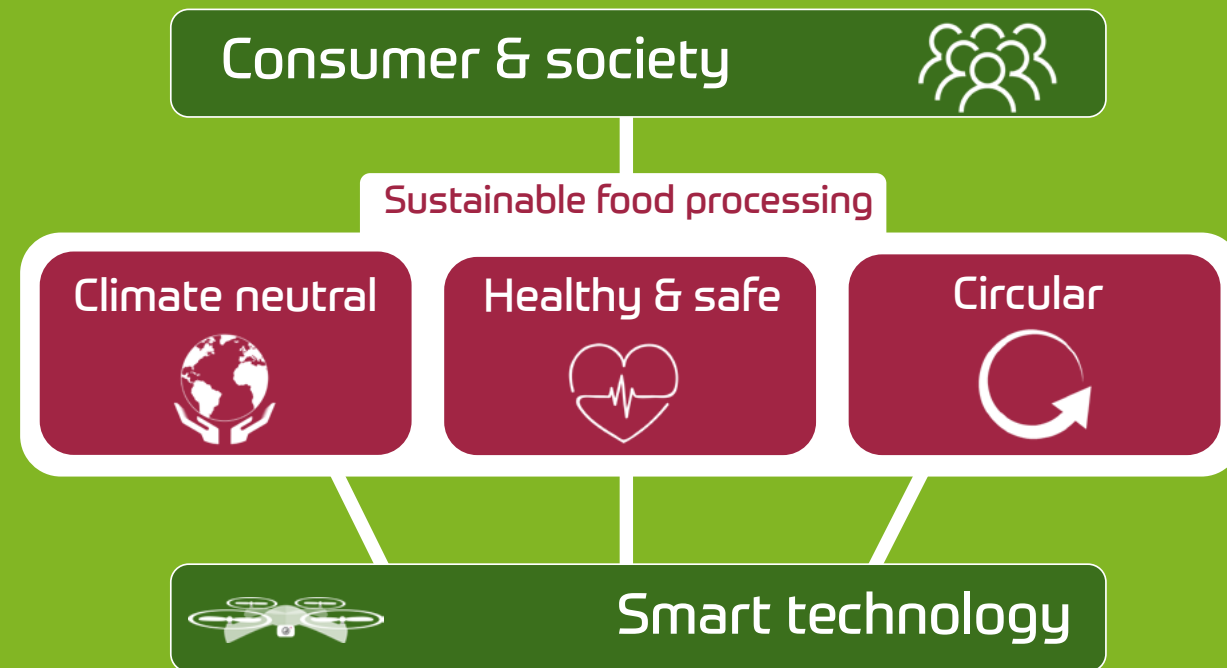 Consumer & society
Sustainable food processing
Climate neutral
Healthy & safe
Circular
Smart technology